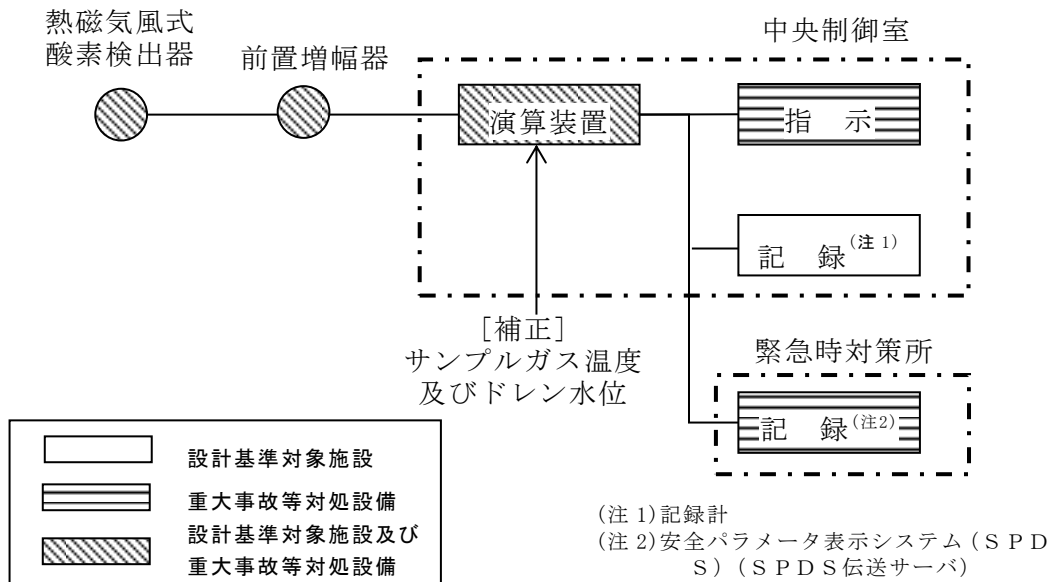 熱磁気風式
酸素検出器
前置増幅器
中央制御室
演算装置
指　示
記　録(注1)
[補正]
サンプルガス温度
及びドレン水位
緊急時対策所
記　録(注2)
設計基準対象施設
重大事故等対処設備
設計基準対象施設及び
重大事故等対処設備
(注 1)記録計
(注 2)安全パラメータ表示システム(ＳＰＤ
Ｓ)(ＳＰＤＳ伝送サーバ)